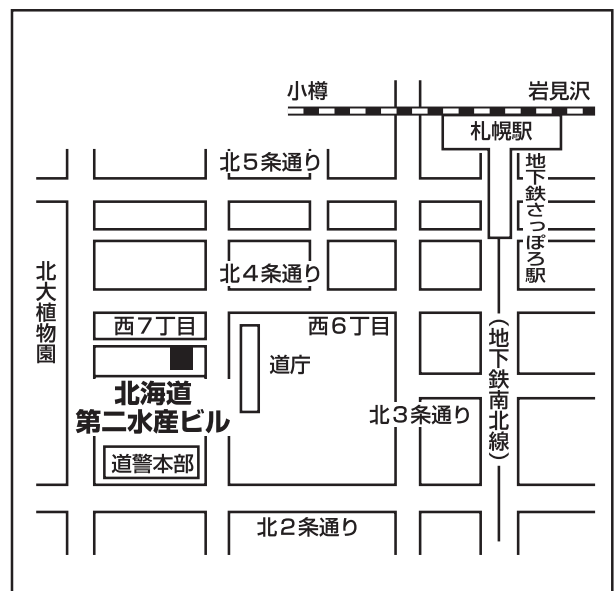 小樽
岩見沢
札幌駅
北5条通り
地下鉄さっぽろ駅
北4条通り
北大植物園
西7丁目
西6丁目
道庁
（地下鉄南北線）
北海道
第二水産ビル
北3条通り
道警本部
北2条通り